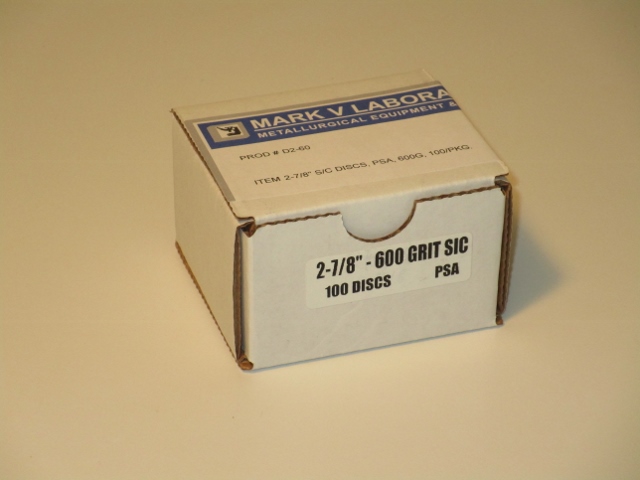 MARK V LABORA
METALLURGICAL EQUIPMENT &
PROD # D2-60
ITEM 2-7/8" S/C DISCS, PSA, 600G, 100/PKG.
2-7/8" - 600 GRIT SIC
100 DISCS PSA